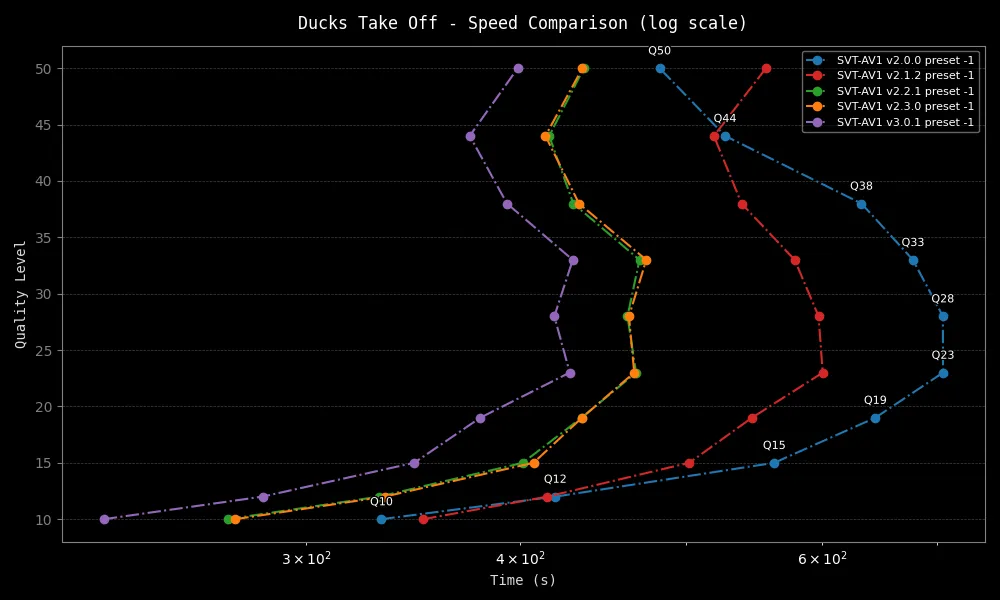 Ducks Take Off - Speed Comparison (log scale)
SVT-AV1 v2.0.0 preset -1
SVT-AV1 v2.1.2 preset -1
SVT-AV1 v2.2.1 preset -1
SVT-AV1 v2.3.0 preset -1
SVT-AV1 v3.0.1 preset -1
Quality Level
50
45
40
35
30
25
20
15
10
Q50
Q44
Q38
Q33
Q28
Q23
Q19
Q15
Q12
Q10
3 × 10²
4 × 10²
6 × 10²
Time (s)